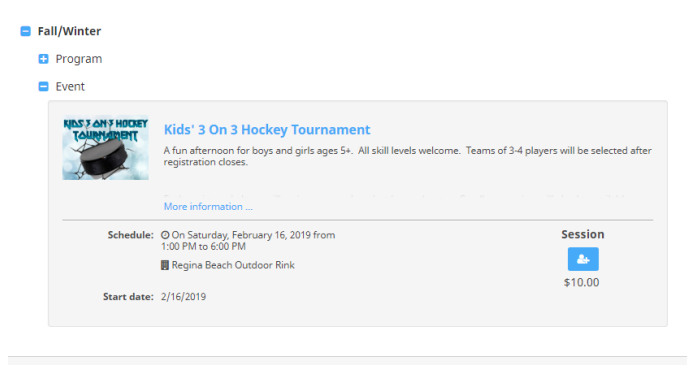 Fall/Winter
Program
Event
KIDS 3 ON 3 HOCKEY
TOURNAMENT
Kids' 3 On 3 Hockey Tournament
A fun afternoon for boys and girls ages 5+. All skill levels welcome. Teams of 3-4 players will be selected after
registration closes.
More information ...
Schedule: On Saturday, February 16, 2019 from
1:00 PM to 6:00 PM
Regina Beach Outdoor Rink
Start date: 2/16/2019
Session
$10.00